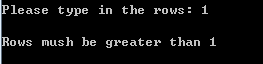 Please type in the rows: 1
Rows mush be greater than 1